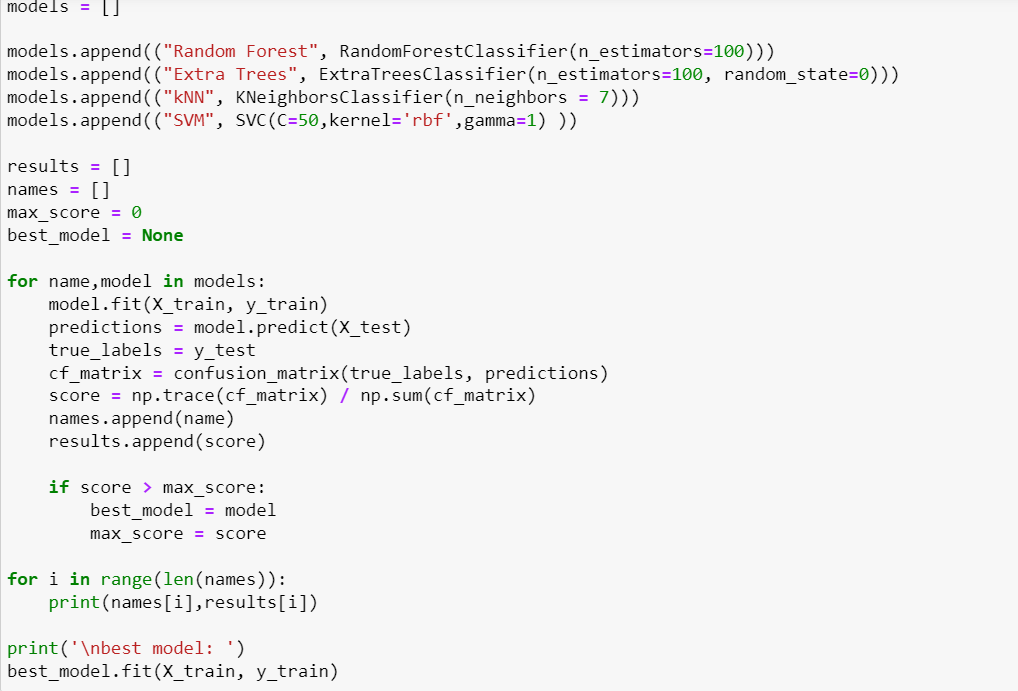 models = []
models.append(("Random Forest", RandomForestClassifier(n_estimators=100)))
models.append(("Extra Trees", ExtraTreesClassifier(n_estimators=100, random_state=0)))
models.append(("kNN", KNeighborsClassifier(n_neighbors = 7)))
models.append(("SVM", SVC(C=50,kernel='rbf',gamma=1) ))
results = []
names = []
max_score = 0
best_model = None
for name,model in models:
    model.fit(X_train, y_train)
    predictions = model.predict(X_test)
    true_labels = y_test
    cf_matrix = confusion_matrix(true_labels, predictions)
    score = np.trace(cf_matrix) / np.sum(cf_matrix)
    names.append(name)
    results.append(score)
    if score > max_score:
        best_model = model
        max_score = score
for i in range(len(names)):
    print(names[i],results[i])
print('\nbest model: ')
best_model.fit(X_train, y_train)